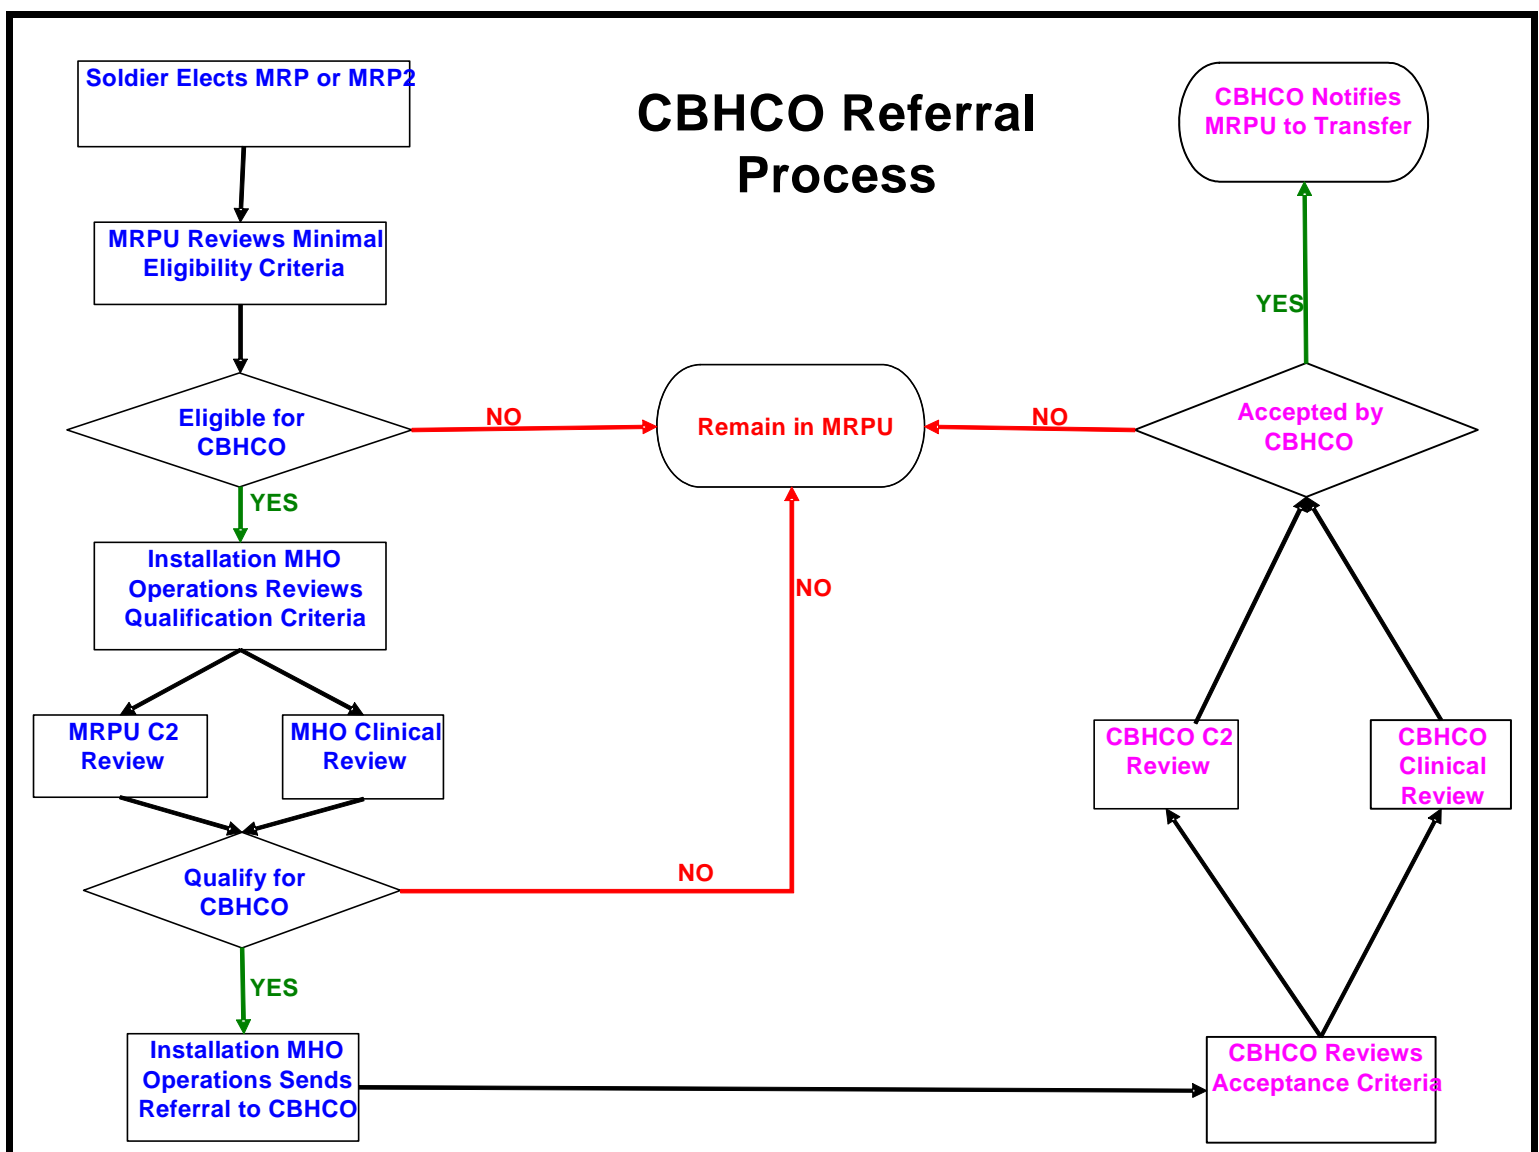 Soldier Elects MRP or MRP2
CBHCO Referral
Process
CBHCO Notifies
MRPU to Transfer
MRPU Reviews Minimal
Eligibility Criteria
YES
Eligible for
CBHCO
NO
Remain in MRPU
NO
Accepted by
CBHCO
YES
Installation MHO
Operations Reviews
Qualification Criteria
NO
MRPU C2
Review
MHO Clinical
Review
CBHCO C2
Review
CBHCO
Clinical
Review
Qualify for
CBHCO
NO
YES
Installation MHO
Operations Sends
Referral to CBHCO
CBHCO Reviews
Acceptance Criteria